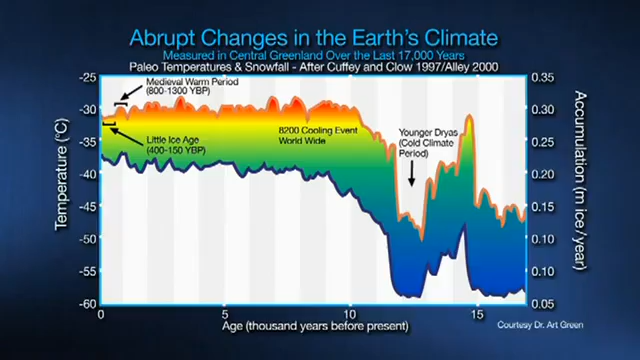 Abrupt Changes in the Earth's Climate
Measured in Central Greenland Over the Last 17,000 Years
Paleo Temperatures & Snowfall - After Cuffey and Clow 1997/Alley 2000
-25
-30
-35
-40
-45
-50
-55
-60
Temperature (°C)
Medieval Warm Period
(800-1300 YBP)
Little Ice Age
(400-150 YBP)
8200 Cooling Event
World Wide
Younger Dryas
(Cold Climate
Period)
0.35
0.30
0.25
0.20
0.15
0.10
0.10
0.05
Accumulation (m ice/year)
0
5
10
15
Age (thousand years before present)
Courtesy Dr. Art Green